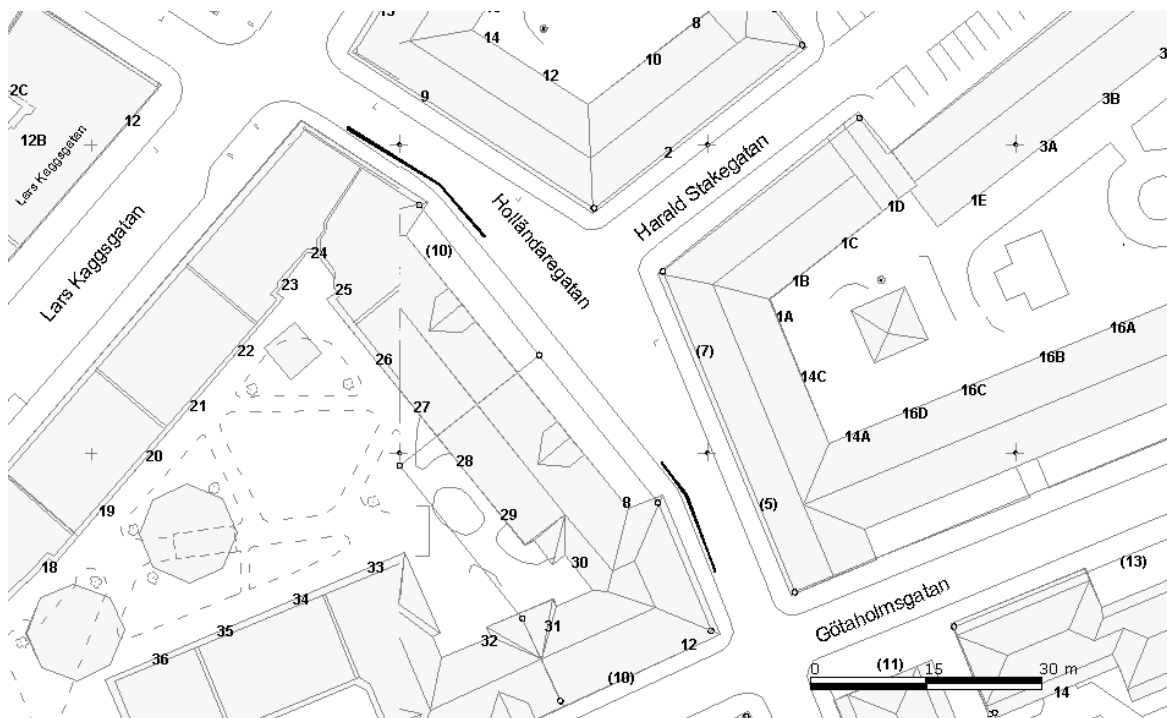 8
14
10
12
3B
9
2C
12
12B
2
3A
Lars Kaggsgatan
Harald Stakegatan
1E
1D
Holländaregatan
1C
(10)
24
Lars Kaggsgatan
23
25
1B
1A
16A
22
26
(7)
16B
14C
16C
21
27
16D
14A
20
28
8
(5)
19
29
18
33
30
(13)
34
Götaholmsgatan
35
31
32
12
36
(11)
0
15
30 m
(10)
14